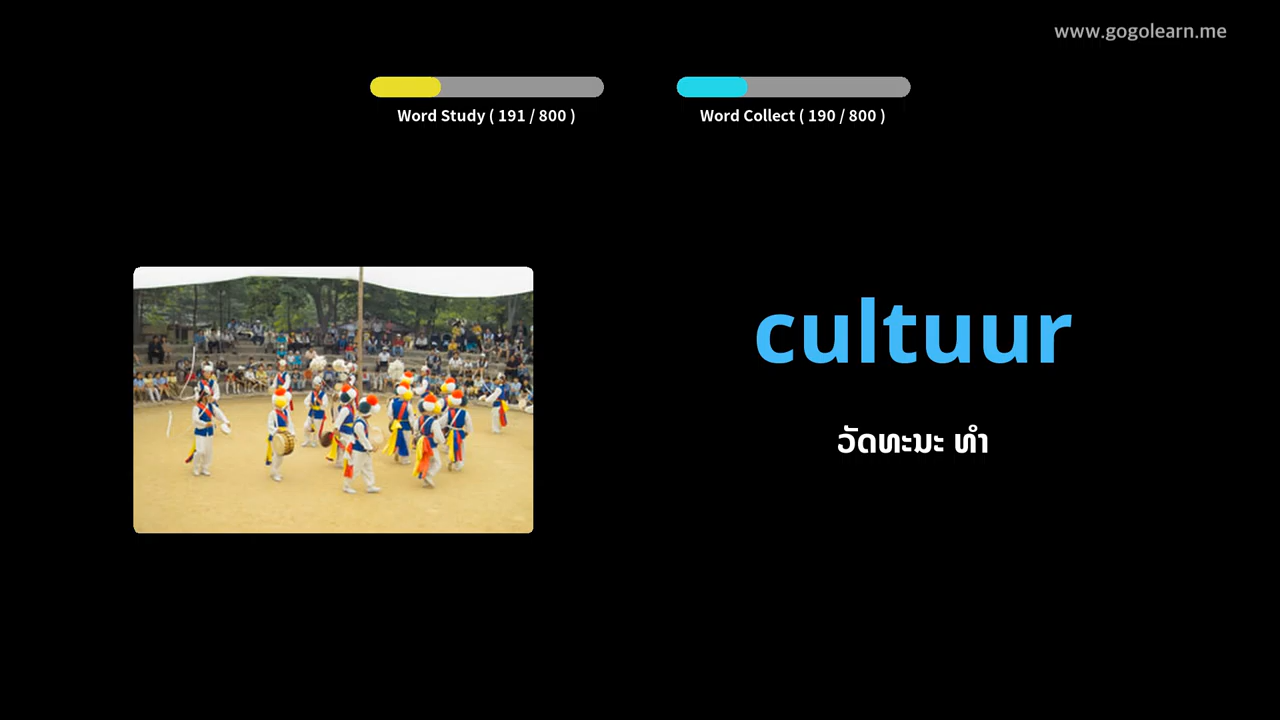 www.gogolearn.me
Word Study ( 191 / 800 )
Word Collect ( 190 / 800 )
cultuur
ວັດທະນະ ທຳ